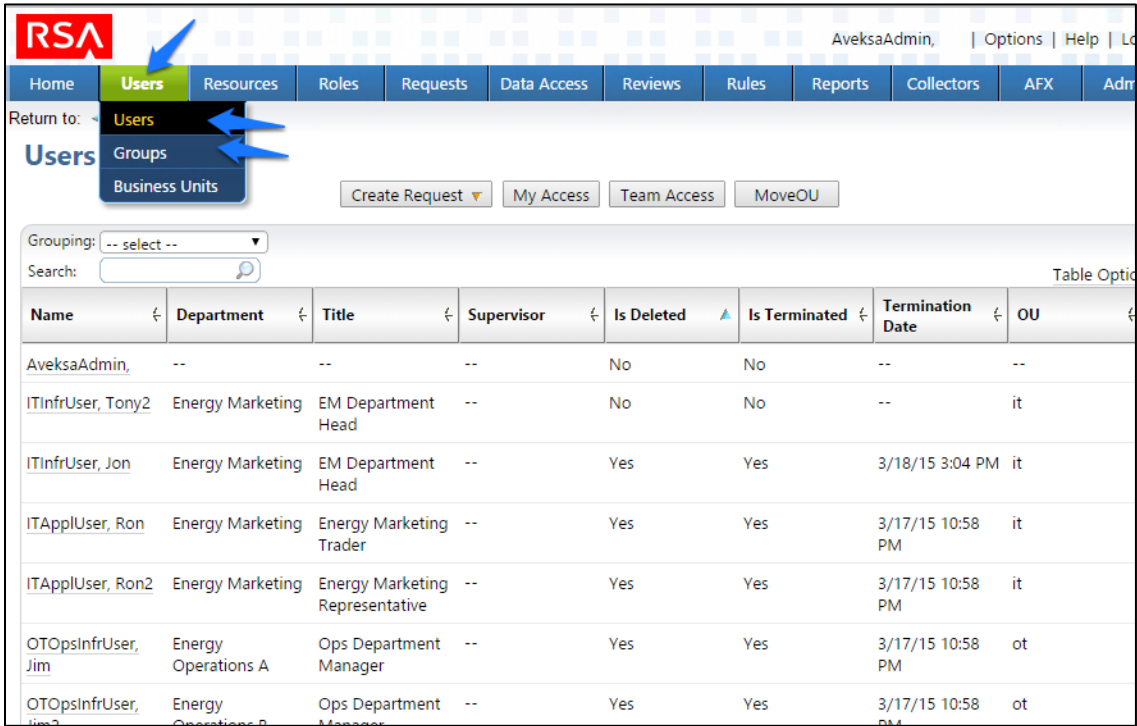 RSA
AveksaAdmin, | Options | Help | Lo
Home Users Resources Roles Requests Data Access Reviews Rules Reports Collectors AFX Adm
Return to:
Users
Groups
Business Units
Users
Create Request ▼ My Access Team Access MoveOU
Grouping: -- select --
Search:
Table Optio
Name Department Title Supervisor Is Deleted Is Terminated Termination Date OU
AveksaAdmin, -- -- -- No No -- --
ITInfrUser, Tony2 Energy Marketing EM Department Head -- No No -- it
ITInfrUser, Jon Energy Marketing EM Department Head -- Yes Yes 3/18/15 3:04 PM it
ITApplUser, Ron Energy Marketing Energy Marketing Trader -- Yes Yes 3/17/15 10:58 PM it
ITApplUser, Ron2 Energy Marketing Energy Marketing Representative -- Yes Yes 3/17/15 10:58 PM it
OTOpsInfrUser, Jim Energy Operations A Ops Department Manager -- Yes Yes 3/17/15 10:58 PM ot
OTOpsInfrUser, Jim2 Energy Operations B Ops Department Manager -- Yes Yes 3/17/15 10:58 PM ot